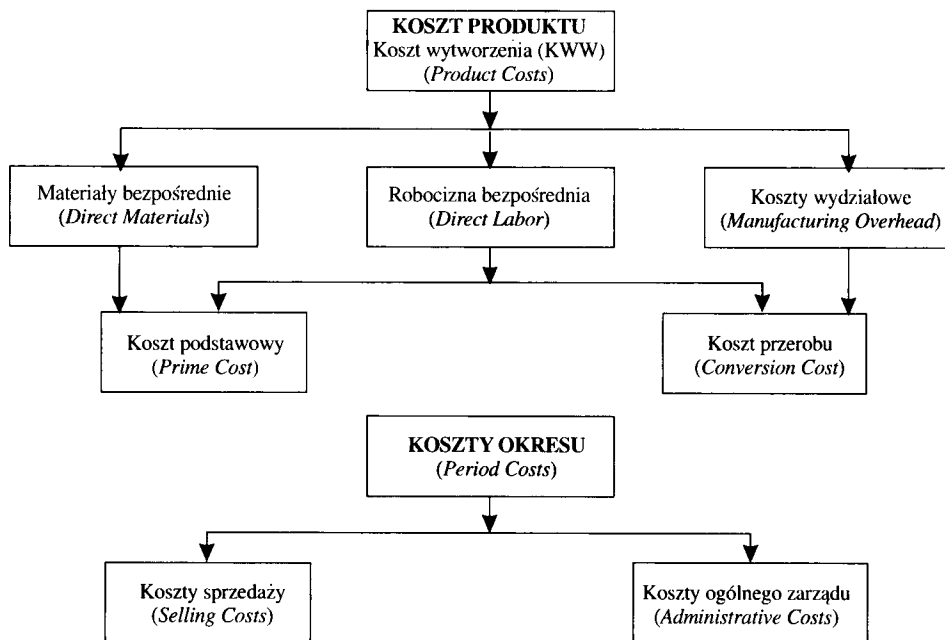 KOSZT PRODUKTU
Koszt wytworzenia (KWW)
(Product Costs)
Materiały bezpośrednie
(Direct Materials)
Robocizna bezpośrednia
(Direct Labor)
Koszty wydziałowe
(Manufacturing Overhead)
Koszt podstawowy
(Prime Cost)
Koszt przerobu
(Conversion Cost)
KOSZTY OKRESU
(Period Costs)
Koszty sprzedaży
(Selling Costs)
Koszty ogólnego zarządu
(Administrative Costs)